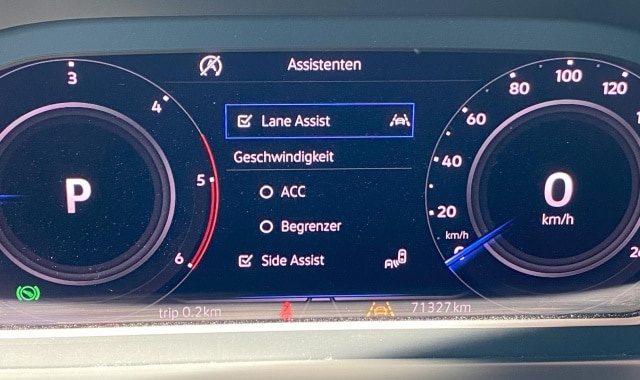 Assistenten
3
4
5
6
P
Lane Assist
Geschwindigkeit
ACC
Begrenzer
Side Assist
120
100
80
60
40
20
km/h
0
km/h
trip 0.2km
71327km